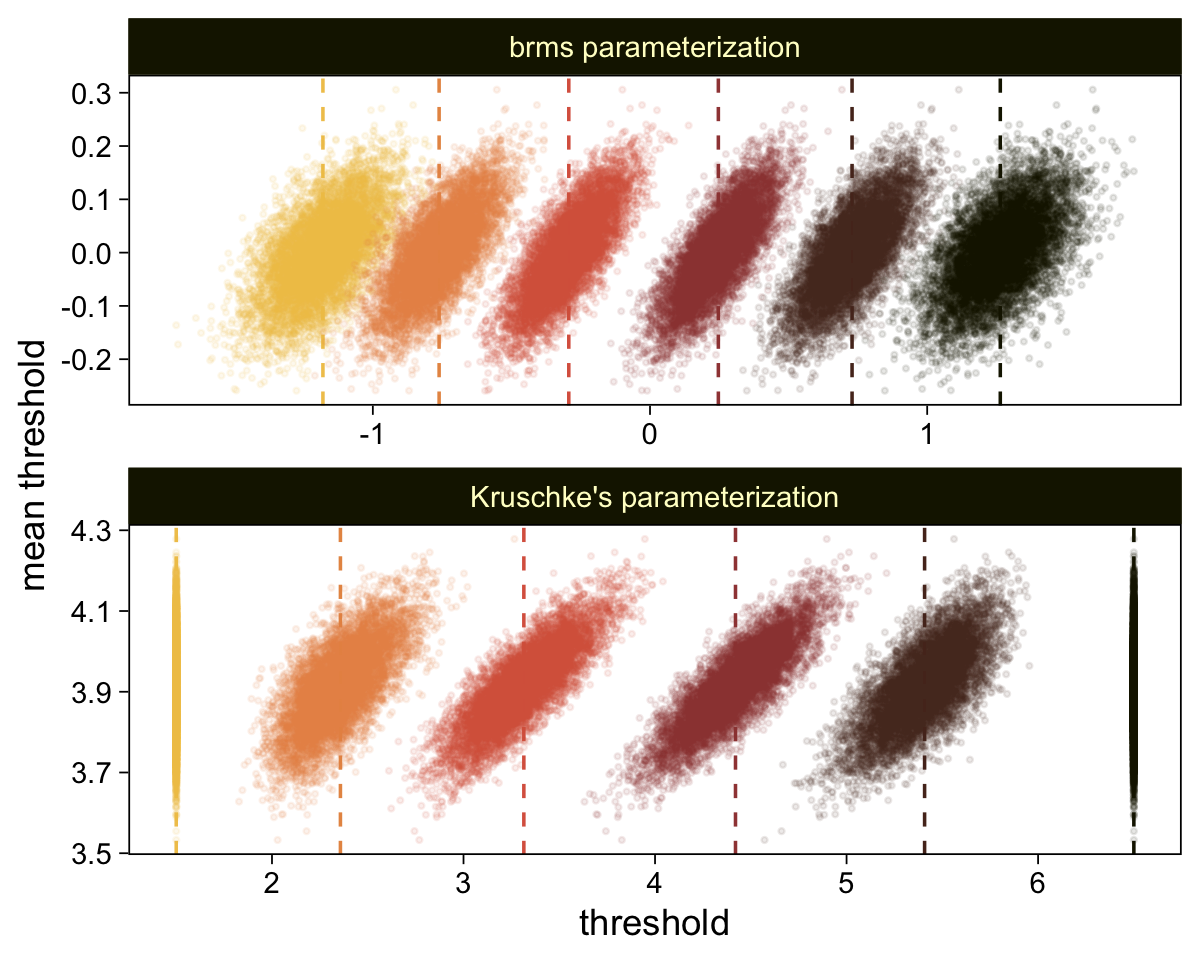 brms parameterization
0.3
0.2
0.1
0.0
-0.1
-0.2
-1 0 1
mean threshold
Kruschke's parameterization
4.3
4.1
3.9
3.7
3.5
2 3 4 5 6
threshold